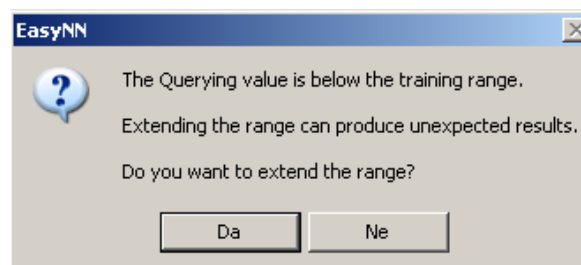 EasyNN
The Querying value is below the training range.
Extending the range can produce unexpected results.
Do you want to extend the range?
Da
Ne